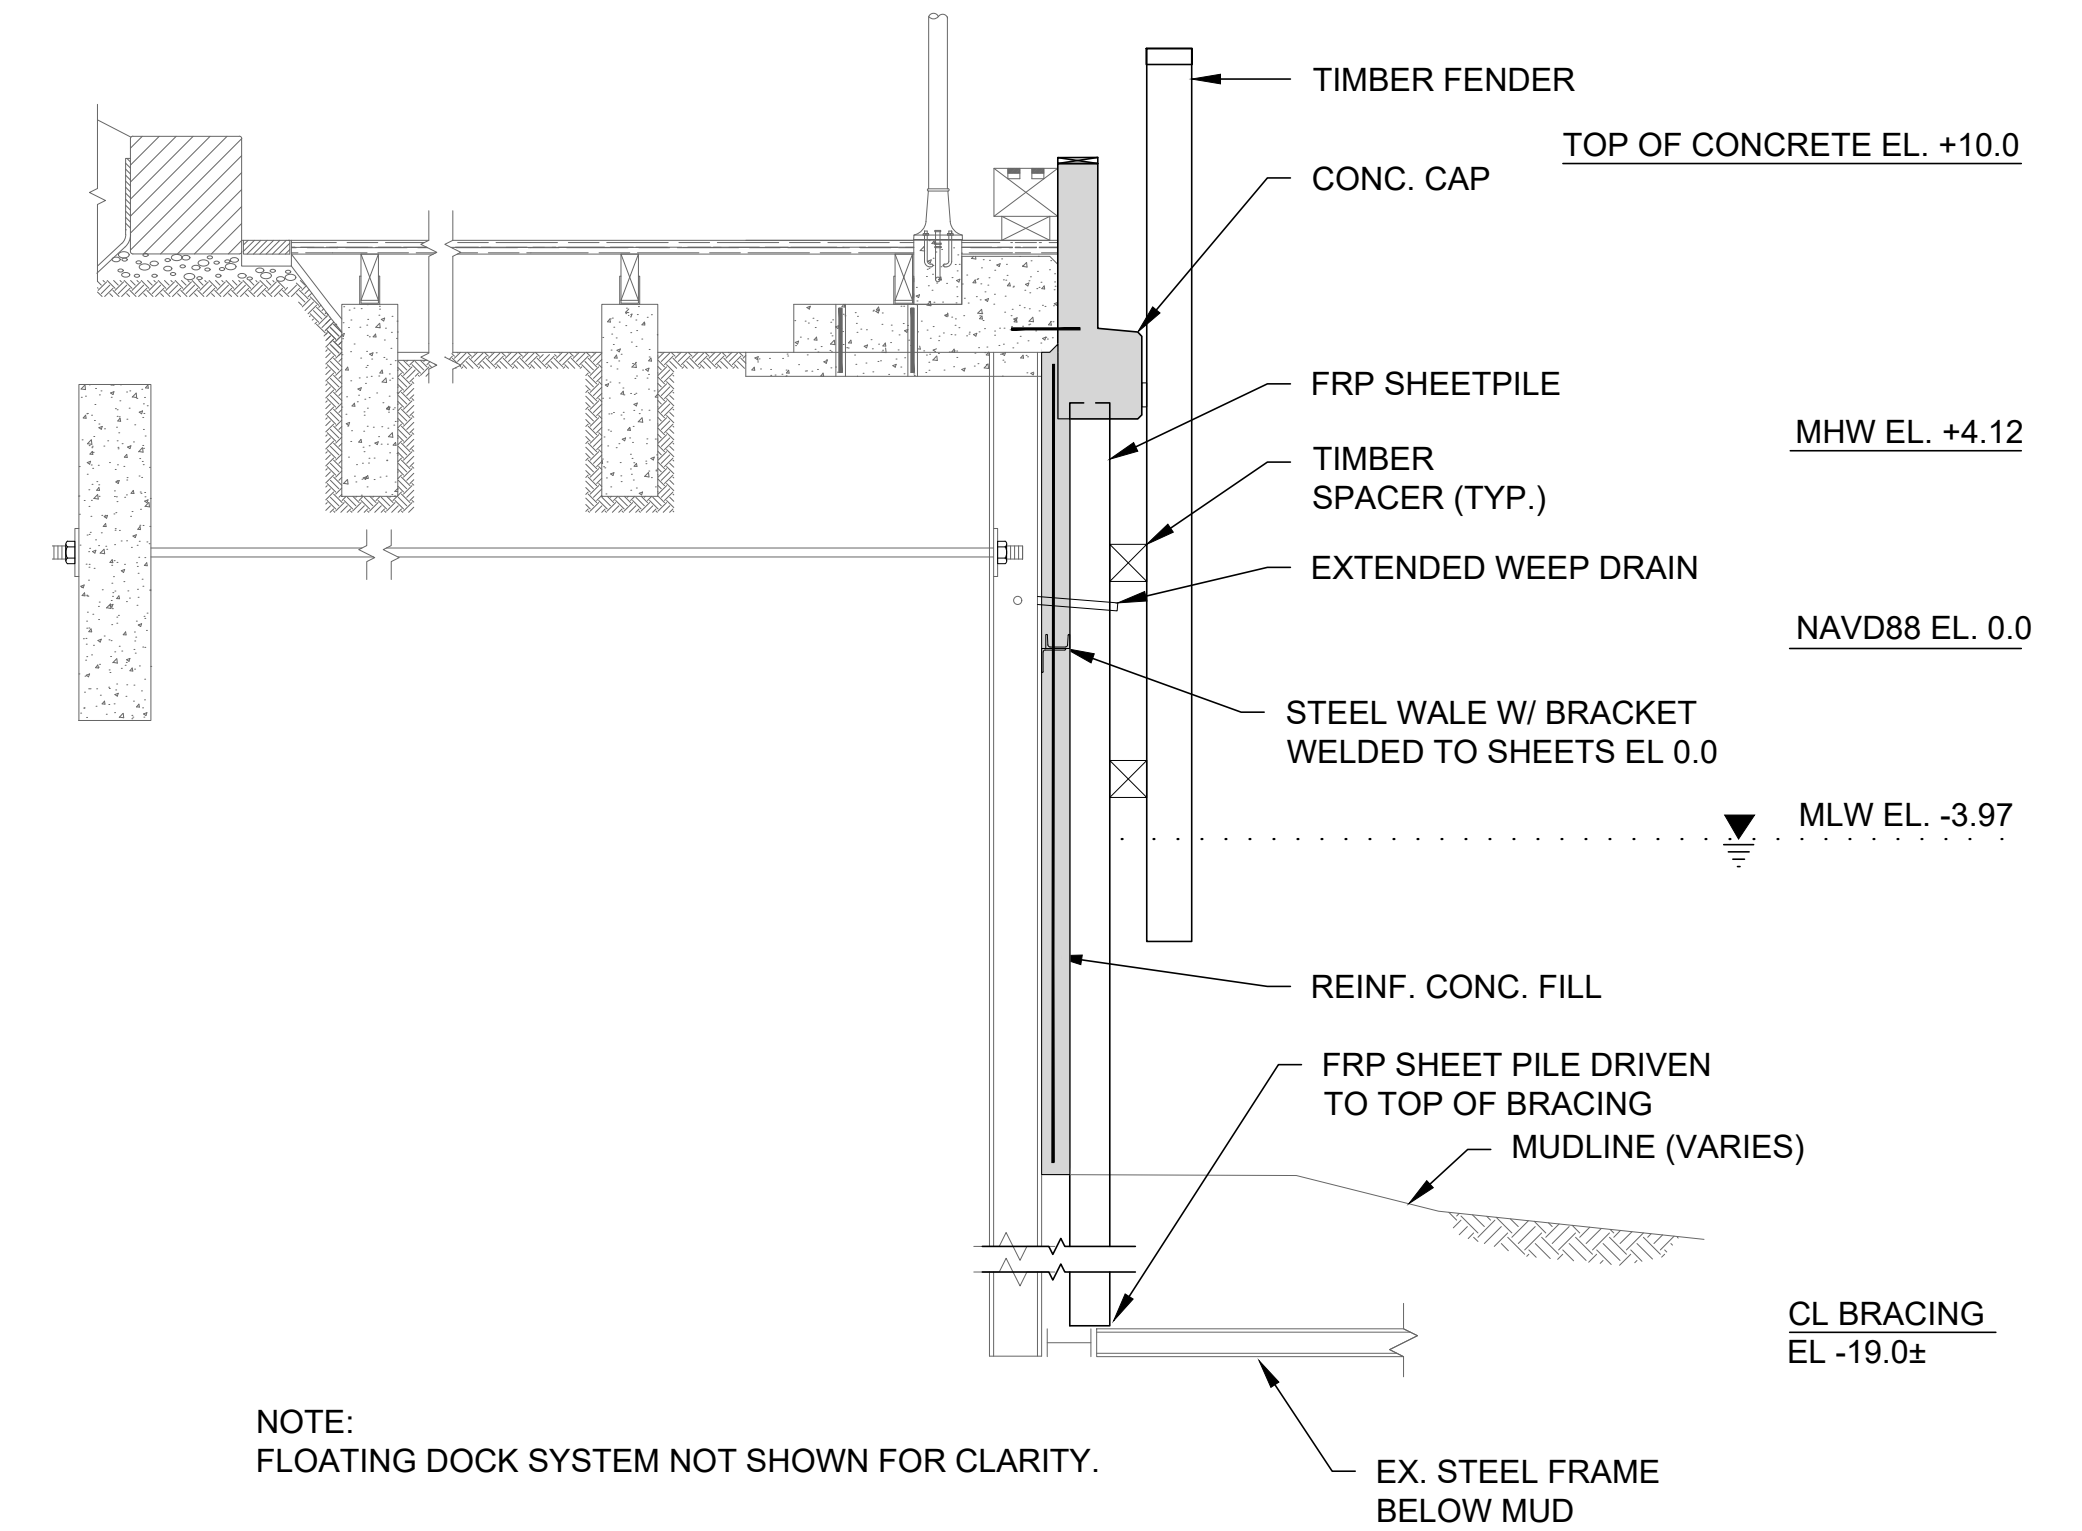 TIMBER FENDER
TOP OF CONCRETE EL. +10.0
CONC. CAP
FRP SHEETPILE
MHW EL. +4.12
TIMBER
SPACER (TYP.)
EXTENDED WEEP DRAIN
NAVD88 EL. 0.0
STEEL WALE W/ BRACKET
WELDED TO SHEETS EL 0.0
MLW EL. -3.97
REINF. CONC. FILL
FRP SHEET PILE DRIVEN
TO TOP OF BRACING
MUDLINE (VARIES)
CL BRACING
EL -19.0±
NOTE:
FLOATING DOCK SYSTEM NOT SHOWN FOR CLARITY.
EX. STEEL FRAME
BELOW MUD